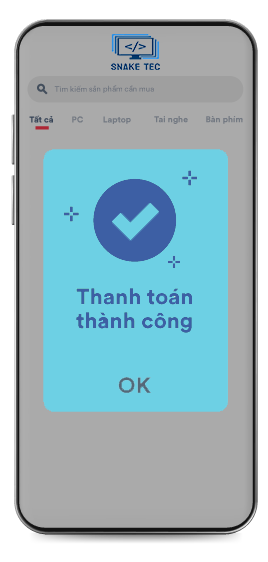 </>
SNAKE TEC
Tìm kiếm sản phẩm cần mua
Tất cả PC Laptop Tai nghe Bàn phím
Thanh toán
thành công
OK